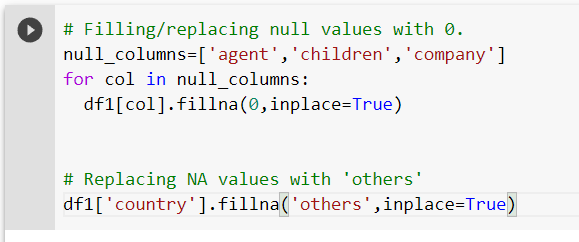 # Filling/replacing null values with 0.
null_columns=['agent','children','company']
for col in null_columns:
  df1[col].fillna(0,inplace=True)
# Replacing NA values with 'others'
df1['country'].fillna('others',inplace=True)